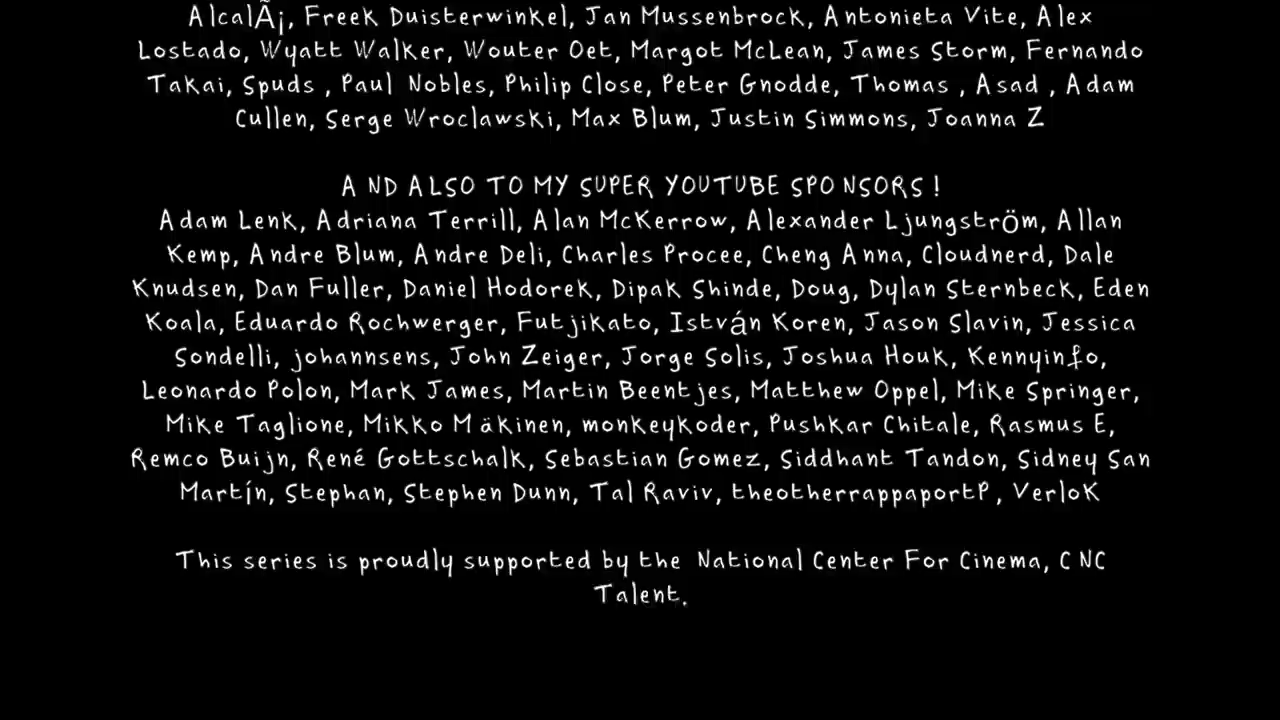 AlcalÃ¡, Freek Duisterwinkel, Jan Mussenbrock, Antonieta Vite, Alex
Lostado, Wyatt Walker, Wouter Oet, Margot McLean, James Storm, Fernando
Takai, Spuds , Paul Nobles, Philip Close, Peter Gnodde, Thomas , Asad , Adam
Cullen, Serge Wroclawski, Max Blum, Justin Simmons, Joanna Z
AND ALSO TO MY SUPER YOUTUBE SPONSORS !
Adam Lenk, Adriana Terrill, Alan McKerrow, Alexander Ljungström, Allan
Kemp, Andre Blum, Andre Deli, Charles Procee, Cheng Anna, Cloudnerd, Dale
Knudsen, Dan Fuller, Daniel Hodorek, Dipak Shinde, Doug, Dylan Sternbeck, Eden
Koala, Eduardo Rochwerger, Futjikato, István Koren, Jason Slavin, Jessica
Sondelli, johannsens, John Zeiger, Jorge Solis, Joshua Houk, Kennyinfo,
Leonardo Polon, Mark James, Martin Beentjes, Matthew Oppel, Mike Springer,
Mike Taglione, Mikko Mäkinen, monkeykoder, Pushkar Chitale, Rasmus E,
Remco Buijn, René Gottschalk, Sebastian Gomez, Siddhant Tandon, Sidney San
Martín, Stephan, Stephen Dunn, Tal Raviv, theotherrappaportP, Verlok
This series is proudly supported by the National Center For Cinema, CNC
Talent.